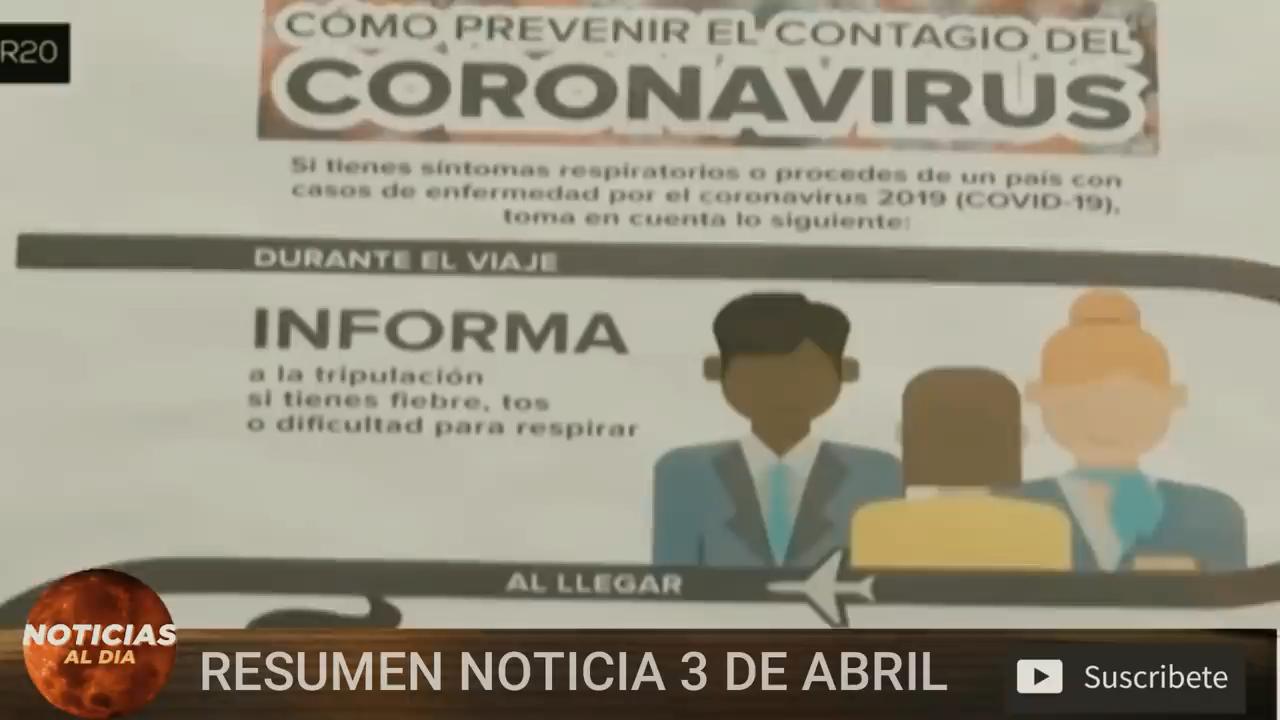 R20
CÓMO PREVENIR EL CONTAGIO DEL
CORONAVIRUS
Si tienes síntomas respiratorios o procedes de un país con
casos de enfermedad por el coronavirus 2019 (COVID-19),
toma en cuenta lo siguiente:
DURANTE EL VIAJE
INFORMA
a la tripulación
si tienes fiebre, tos
o dificultad para respirar
AL LLEGAR
NOTICIAS
AL DIA
RESUMEN NOTICIA 3 DE ABRIL
Suscribete